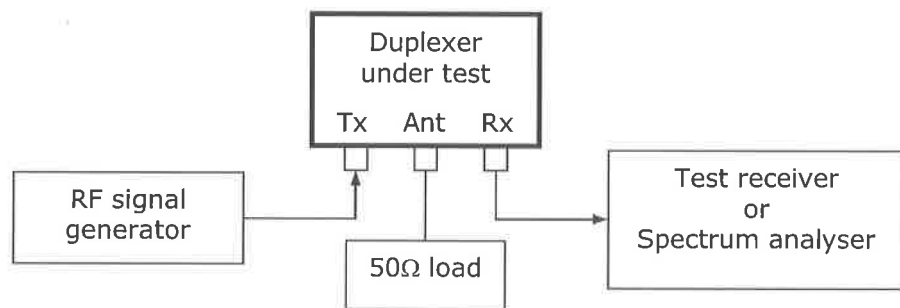 Duplexer
under test
Tx Ant Rx
RF signal
generator
50Ω load
Test receiver
or
Spectrum analyser